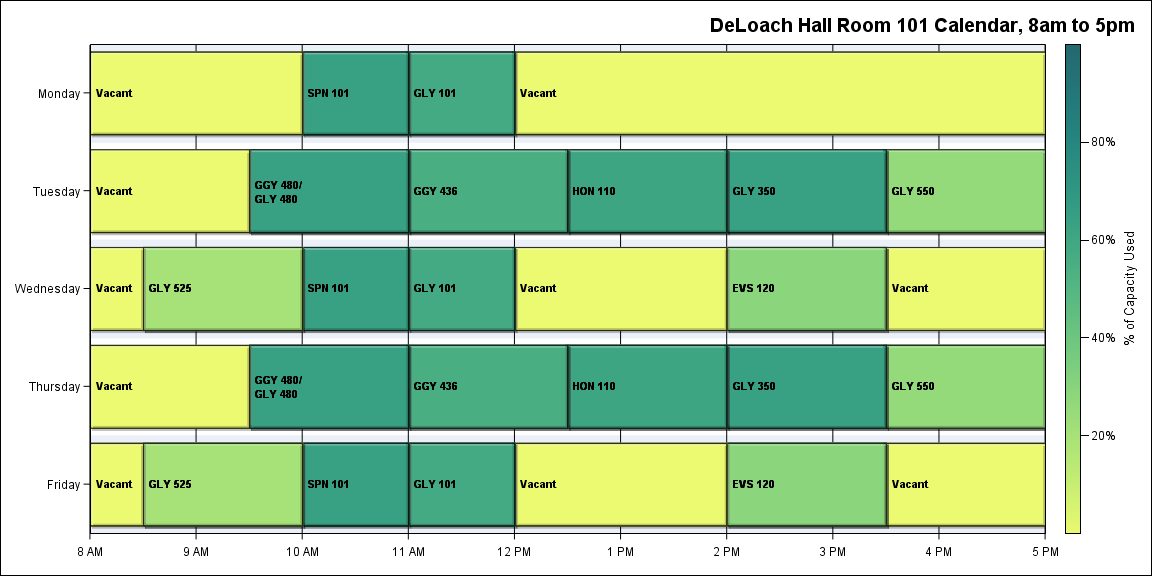 DeLoach Hall Room 101 Calendar, 8am to 5pm
Monday
Vacant
SPN 101
GLY 101
Vacant
Tuesday
Vacant
GGY 480/
GLY 480
GGY 436
HON 110
GLY 350
GLY 550
Wednesday
Vacant
GLY 525
SPN 101
GLY 101
Vacant
EVS 120
Vacant
Thursday
Vacant
GGY 480/
GLY 480
GGY 436
HON 110
GLY 350
GLY 550
Friday
Vacant
GLY 525
SPN 101
GLY 101
Vacant
EVS 120
Vacant
8 AM
9 AM
10 AM
11 AM
12 PM
1 PM
2 PM
3 PM
4 PM
5 PM
80%
60%
40%
20%
% of Capacity Used